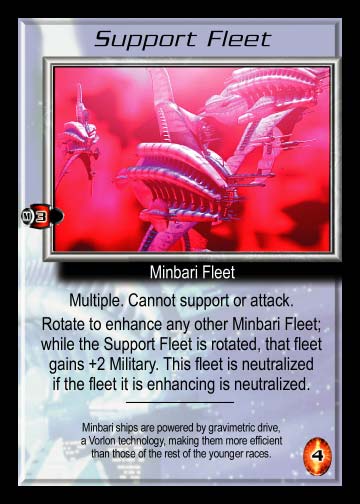 Support Fleet
M 3
Minbari Fleet
Multiple. Cannot support or attack.
Rotate to enhance any other Minbari Fleet;
while the Support Fleet is rotated, that fleet
gains +2 Military. This fleet is neutralized
if the fleet it is enhancing is neutralized.
Minbari ships are powered by gravimetric drive,
a Vorlon technology, making them more efficient
than those of the rest of the younger races.
4